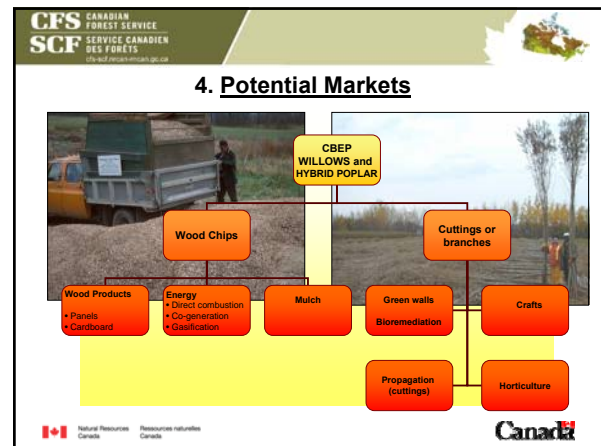 CFS CANADIAN FOREST SERVICE
SCF SERVICE CANADIEN DES FORÊTS
cfs-scf.nrcan-rncan.gc.ca
4. Potential Markets
CBEP
WILLOWS and
HYBRID POPLAR
Wood Chips
Cuttings or
branches
Wood Products
• Panels
• Cardboard
Energy
• Direct combustion
• Co-generation
• Gasification
Mulch
Green walls
Bioremediation
Crafts
Propagation
(cuttings)
Horticulture
Natural Resources Canada
Ressources naturelles Canada
Canada